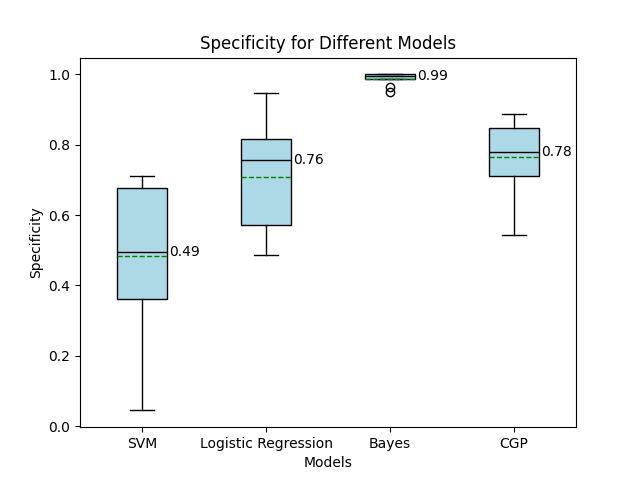 Specificity for Different Models
1.0
0.99
0.8
0.78
0.76
0.6
Specificity
0.49
0.4
0.2
0.0
SVM Logistic Regression Bayes CGP
Models